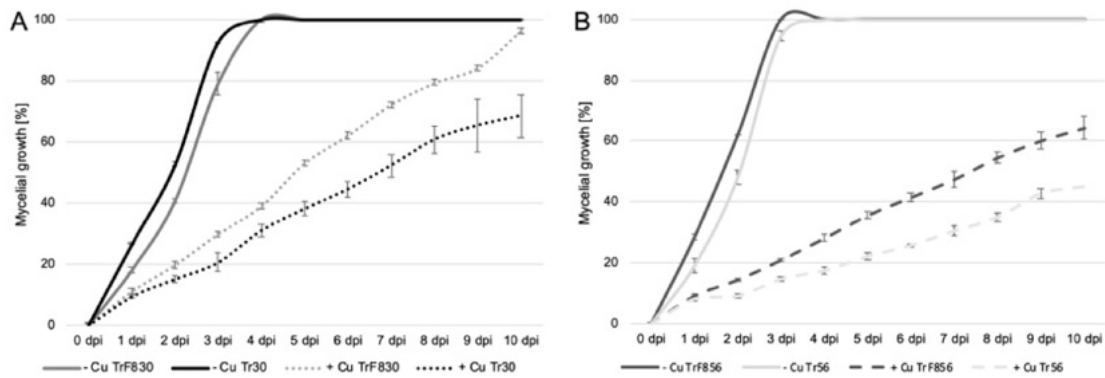 A
Mycelial growth [%]
100
80
60
40
20
0
0 dpi 1 dpi 2 dpi 3 dpi 4 dpi 5 dpi 6 dpi 7 dpi 8 dpi 9 dpi 10 dpi
- Cu TrF830 - Cu Tr30 + Cu TrF830 + Cu Tr30
B
Mycelial growth [%]
100
80
60
40
20
0
0 dpi 1 dpi 2 dpi 3 dpi 4 dpi 5 dpi 6 dpi 7 dpi 8 dpi 9 dpi 10 dpi
- Cu TrF856 - Cu Tr56 + Cu TrF856 + Cu Tr56